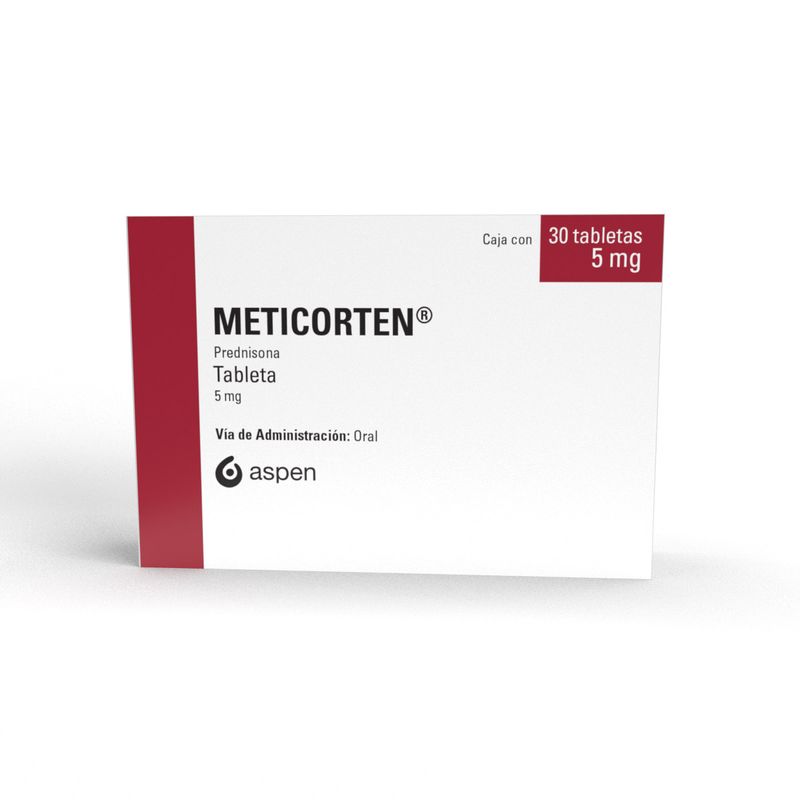 Caja con 30 tabletas
5 mg
METICORTEN®
Prednisona
Tableta
5 mg
Vía de Administración: Oral
aspen